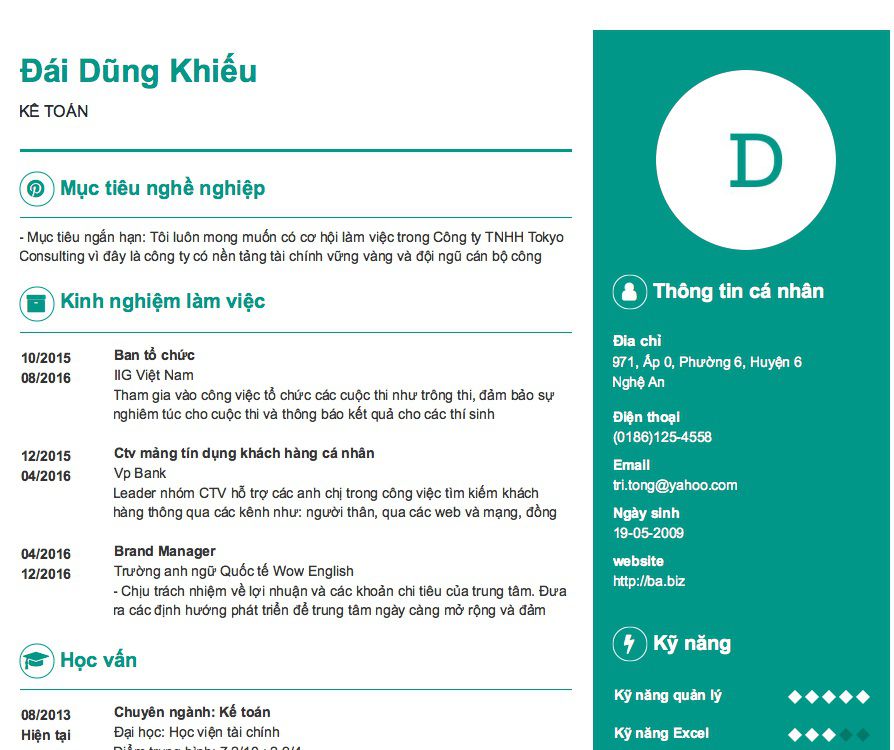 Đái Dũng Khiếu
KẾ TOÁN
Mục tiêu nghề nghiệp
- Mục tiêu ngắn hạn: Tôi luôn mong muốn có cơ hội làm việc trong Công ty TNHH Tokyo
Consulting vì đây là công ty có nền tảng tài chính vững vàng và đội ngũ cán bộ công
Kinh nghiệm làm việc
10/2015
08/2016
Ban tổ chức
IIG Việt Nam
Tham gia vào công việc tổ chức các cuộc thi như trông thi, đảm bảo sự
nghiêm túc cho cuộc thi và thông báo kết quả cho các thí sinh
12/2015
04/2016
Ctv mảng tín dụng khách hàng cá nhân
Vp Bank
Leader nhóm CTV hỗ trợ các anh chị trong công việc tìm kiếm khách
hàng thông qua các kênh như: người thân, qua các web và mạng, đồng
04/2016
12/2016
Brand Manager
Trường anh ngữ Quốc tế Wow English
- Chịu trách nhiệm về lợi nhuận và các khoản chi tiêu của trung tâm. Đưa
ra các định hướng phát triển để trung tâm ngày càng mở rộng và đảm
Học vấn
08/2013
Hiện tại
Chuyên ngành: Kế toán
Đại học: Học viện tài chính
D
Thông tin cá nhân
Địa chỉ
971, Ấp 0, Phường 6, Huyện 6
Nghệ An
Điện thoại
(0186)125-4558
Email
tri.tong@yahoo.com
Ngày sinh
19-05-2009
website
http://ba.biz
Kỹ năng
Kỹ năng quản lý
Kỹ năng Excel